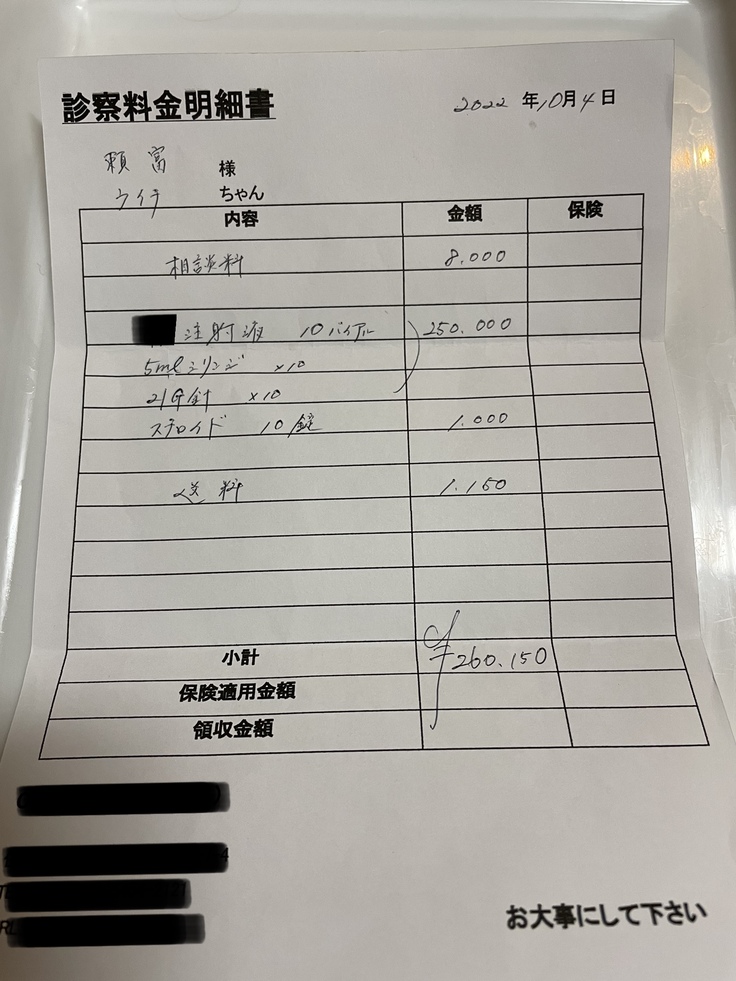 診察料金明細書
2022 年10月4日
頼富 様
ライチ ちゃん
内容 金額 保険
相談料 8.000
注射液 10バイアル 250.000
5mlシリンジ ×10
21G針 ×10
ステロイド 10錠 1.000
送料 1.150
小計 ¥260.150
保険適用金額
領収金額
お大事にして下さい